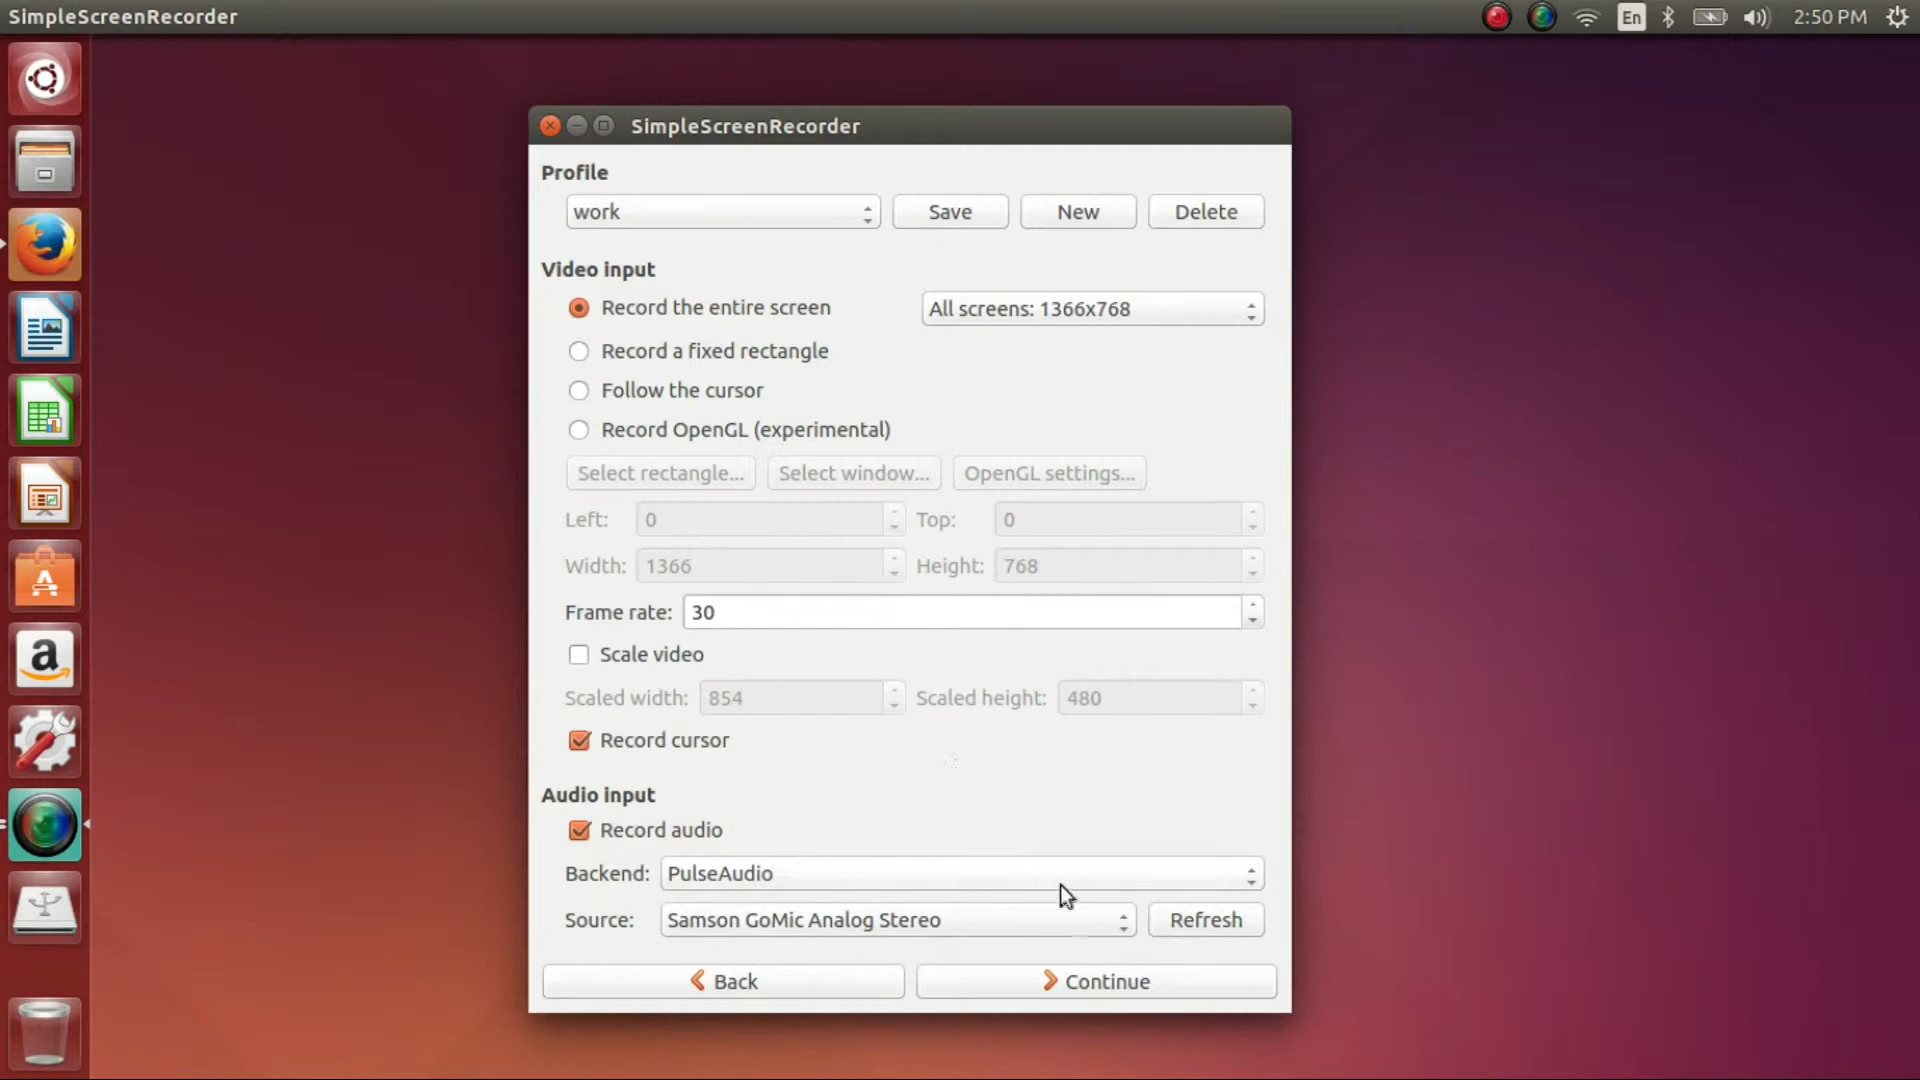 SimpleScreenRecorder
En
2:50 PM
SimpleScreenRecorder
Profile
work Save New Delete
Video input
Record the entire screen All screens: 1366x768
Record a fixed rectangle
Follow the cursor
Record OpenGL (experimental)
Select rectangle... Select window... OpenGL settings...
Left: 0 Top: 0
Width: 1366 Height: 768
Frame rate: 30
Scale video
Scaled width: 854 Scaled height: 480
Record cursor
Audio input
Record audio
Backend: PulseAudio
Source: Samson GoMic Analog Stereo Refresh
Back Continue
a